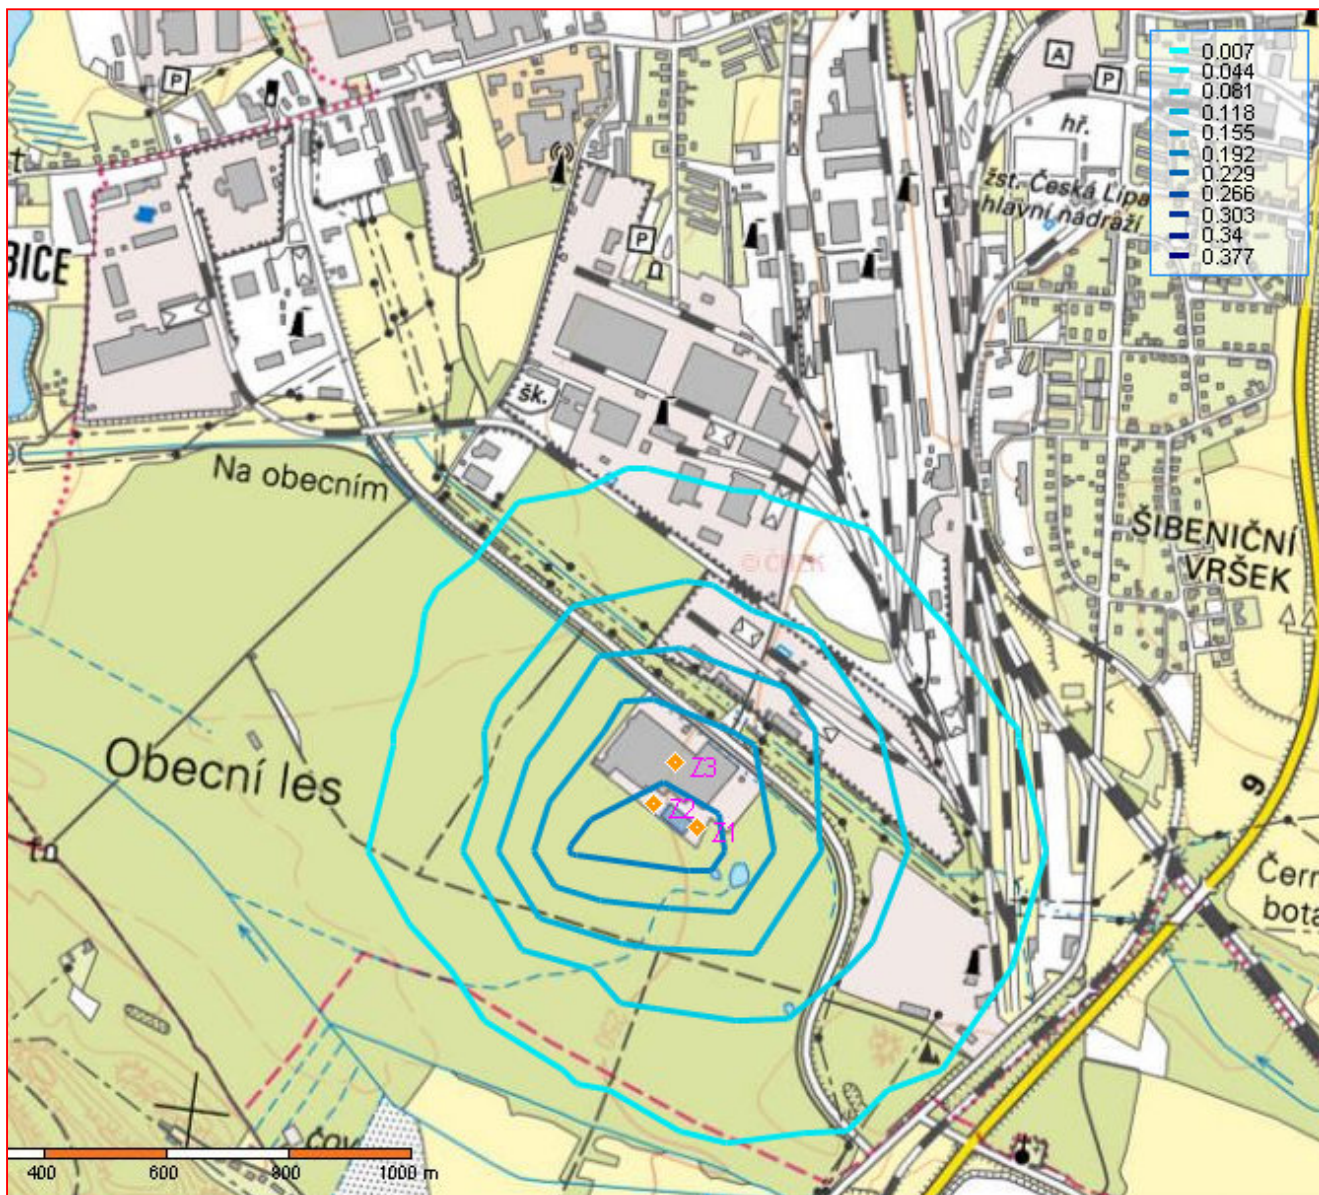 0.007
0.044
0.081
0.118
0.155
0.192
0.229
0.266
0.303
0.34
0.377
A
P
P
hř.
žst. Česká Lípa
hlavní nádraží
P
BICE
šk.
Na obecním
ŠIBENIČNÍ
VRŠEK
© ČÚZK
Obecní les
Z3
Z2
Z1
9
Čern
bota
250
ČOV
400
600
800
1000 m